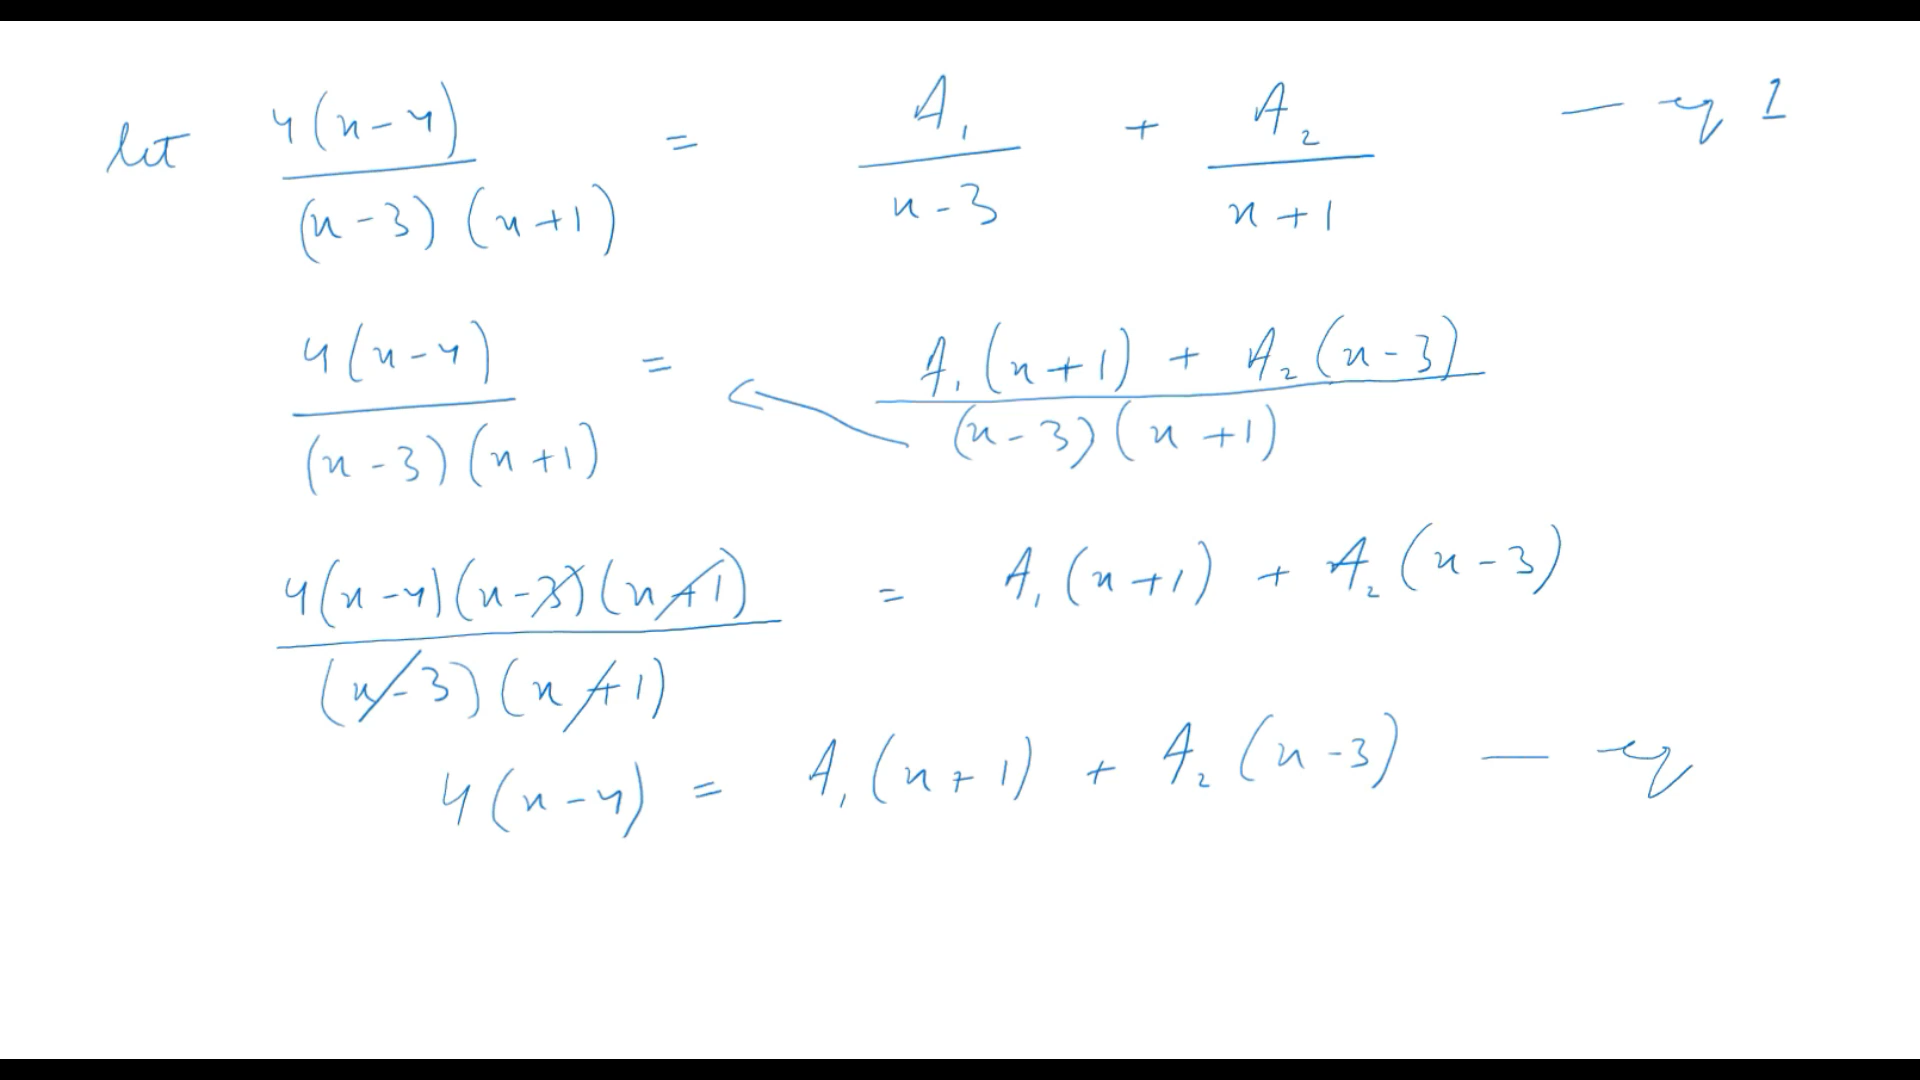 let 4(x-4) / (x-3)(x+1) = A₁ / x-3 + A₂ / x+1 — eq 1
4(x-4) / (x-3)(x+1) = A₁(x+1) + A₂(x-3) / (x-3)(x+1)
4(x-4)(x-3)(x+1) / (x-3)(x+1) = A₁(x+1) + A₂(x-3)
4(x-4) = A₁(x+1) + A₂(x-3) — eq